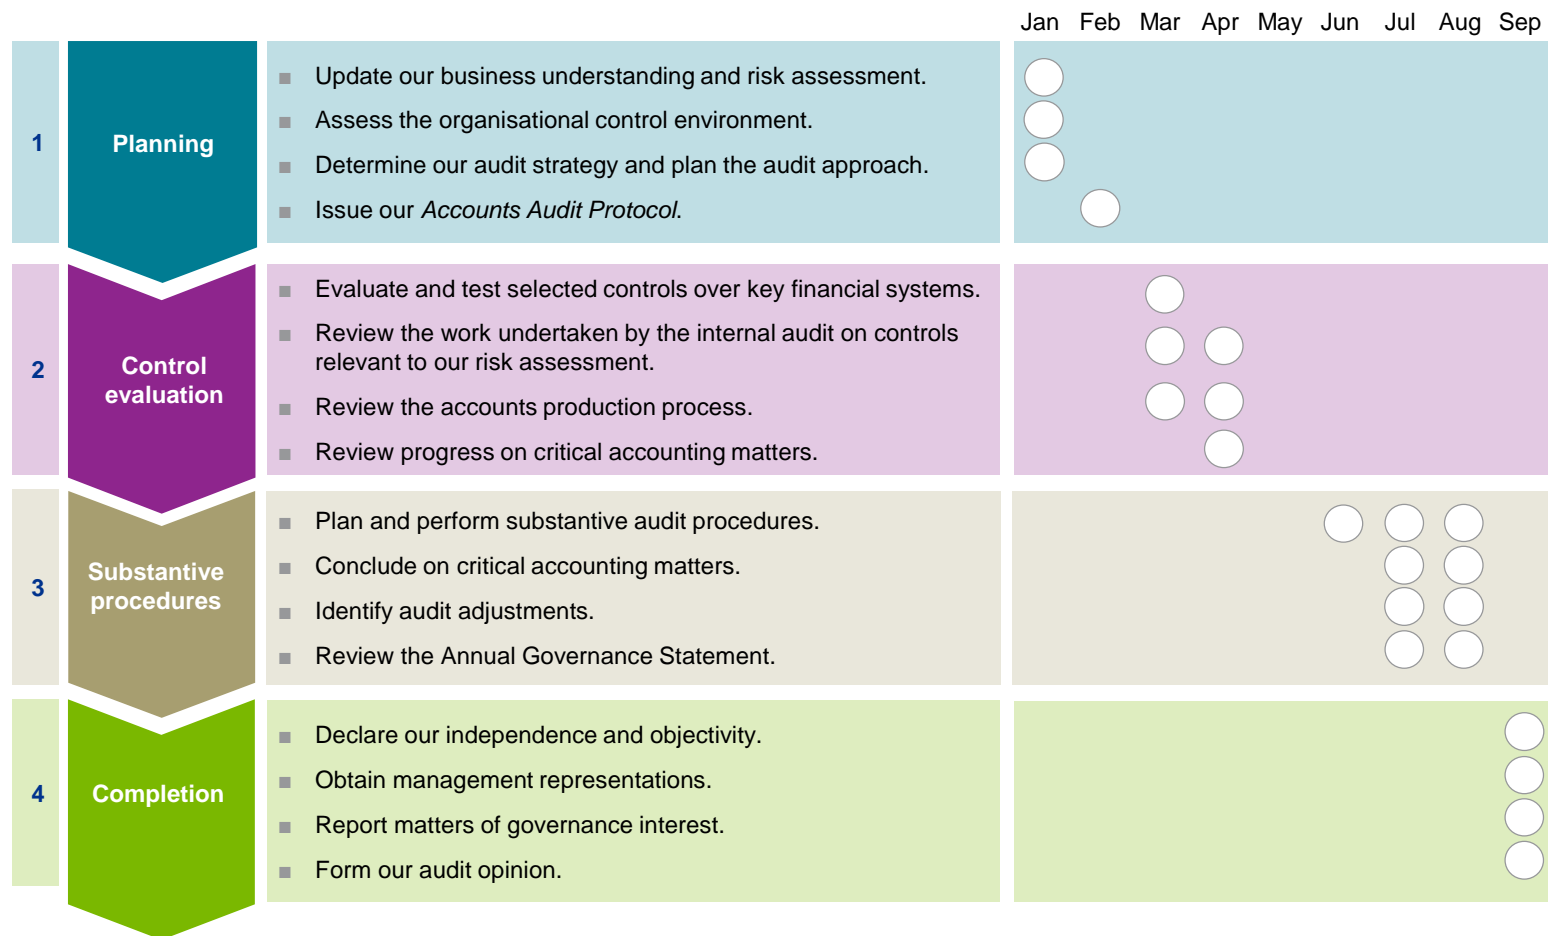 Jan Feb Mar Apr May Jun Jul Aug Sep
1
Planning
Update our business understanding and risk assessment.
Assess the organisational control environment.
Determine our audit strategy and plan the audit approach.
Issue our Accounts Audit Protocol.
2
Control
evaluation
Evaluate and test selected controls over key financial systems.
Review the work undertaken by the internal audit on controls
relevant to our risk assessment.
Review the accounts production process.
Review progress on critical accounting matters.
3
Substantive
procedures
Plan and perform substantive audit procedures.
Conclude on critical accounting matters.
Identify audit adjustments.
Review the Annual Governance Statement.
4
Completion
Declare our independence and objectivity.
Obtain management representations.
Report matters of governance interest.
Form our audit opinion.